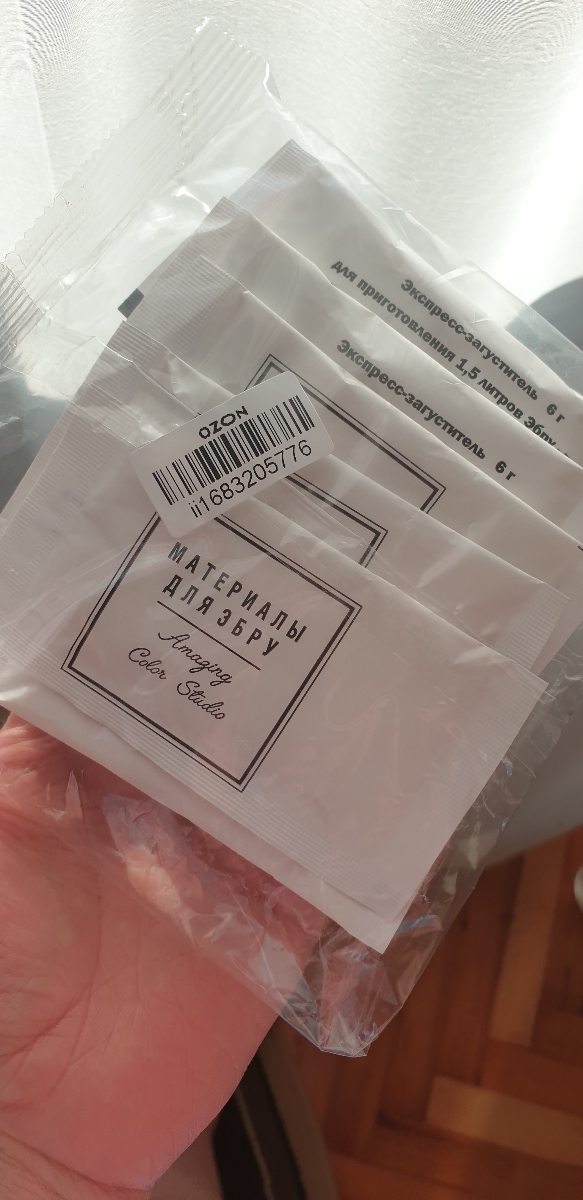 Экспресс-загуститель 6 г
для приготовления 1,5 литров Эбру
Экспресс-загуститель 6 г
OZON
ii1683205776
МАТЕРИАЛЫ
ДЛЯ ЭБРУ
Amazing
Color Studio